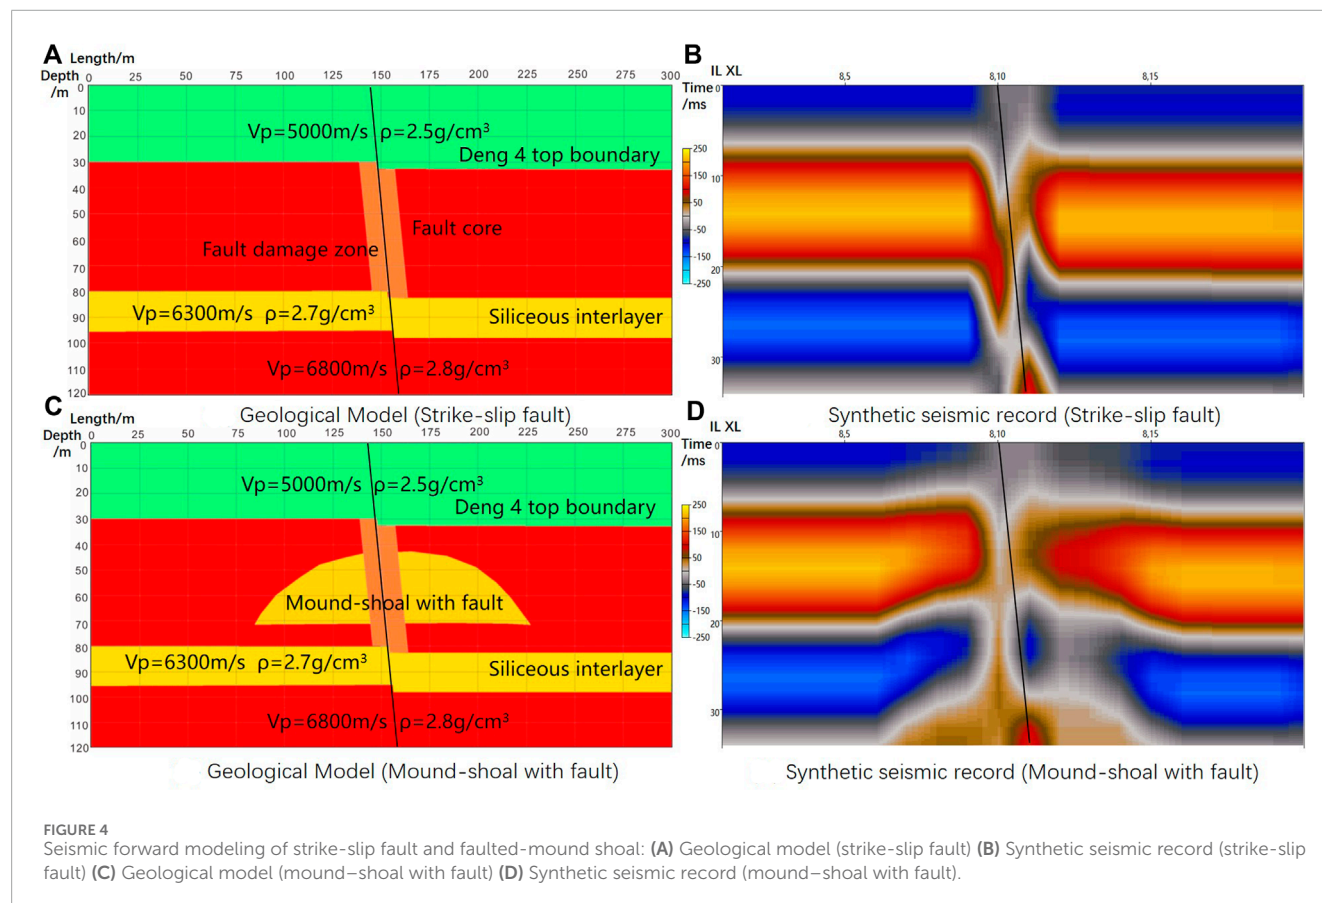 A
Length/m
Depth
/m
0 25 50 75 100 125 150 175 200 225 250 275 300
0
10
20
30
40
50
60
70
80
90
100
110
120
Vp=5000m/s ρ=2.5g/cm³
Deng 4 top boundary
Fault core
Fault damage zone
Vp=6300m/s ρ=2.7g/cm³
Siliceous interlayer
Vp=6800m/s ρ=2.8g/cm³
Geological Model (Strike-slip fault)
B
IL XL
8,5 8,10 8,15
Time
/ms
0
10
20
30
250
150
50
-50
-150
-250
Synthetic seismic record (Strike-slip fault)
C
Length/m
Depth
/m
0 25 50 75 100 125 150 175 200 225 250 275 300
0
10
20
30
40
50
60
70
80
90
100
110
120
Vp=5000m/s ρ=2.5g/cm³
Deng 4 top boundary
Mound-shoal with fault
Vp=6300m/s ρ=2.7g/cm³
Siliceous interlayer
Vp=6800m/s ρ=2.8g/cm³
Geological Model (Mound-shoal with fault)
D
IL XL
8,5 8,10 8,15
Time
/ms
0
10
20
30
250
150
50
-50
-150
-250
Synthetic seismic record (Mound-shoal with fault)
FIGURE 4
Seismic forward modeling of strike-slip fault and faulted-mound shoal: (A) Geological model (strike-slip fault) (B) Synthetic seismic record (strike-slip
fault) (C) Geological model (mound–shoal with fault) (D) Synthetic seismic record (mound–shoal with fault).